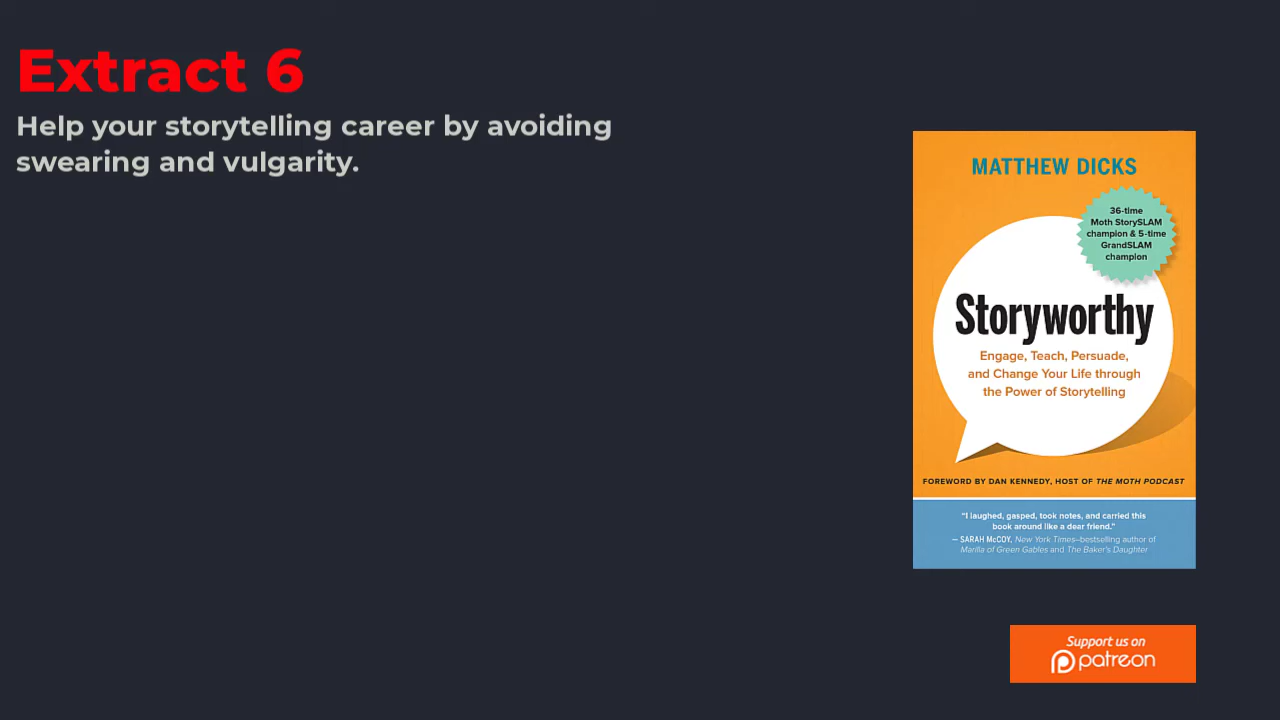 Extract 6
Help your storytelling career by avoiding
swearing and vulgarity.
MATTHEW DICKS
36-time
Moth StorySLAM
champion & 5-time
GrandSLAM
champion
Storyworthy
Engage, Teach, Persuade,
and Change Your Life through
the Power of Storytelling
FOREWORD BY DAN KENNEDY, HOST OF THE MOTH PODCAST
“I laughed, gasped, took notes, and carried this
book around like a dear friend.”
— SARAH McCOY, New York Times–bestselling author of
Marilla of Green Gables and The Baker's Daughter
Support us on
patreon